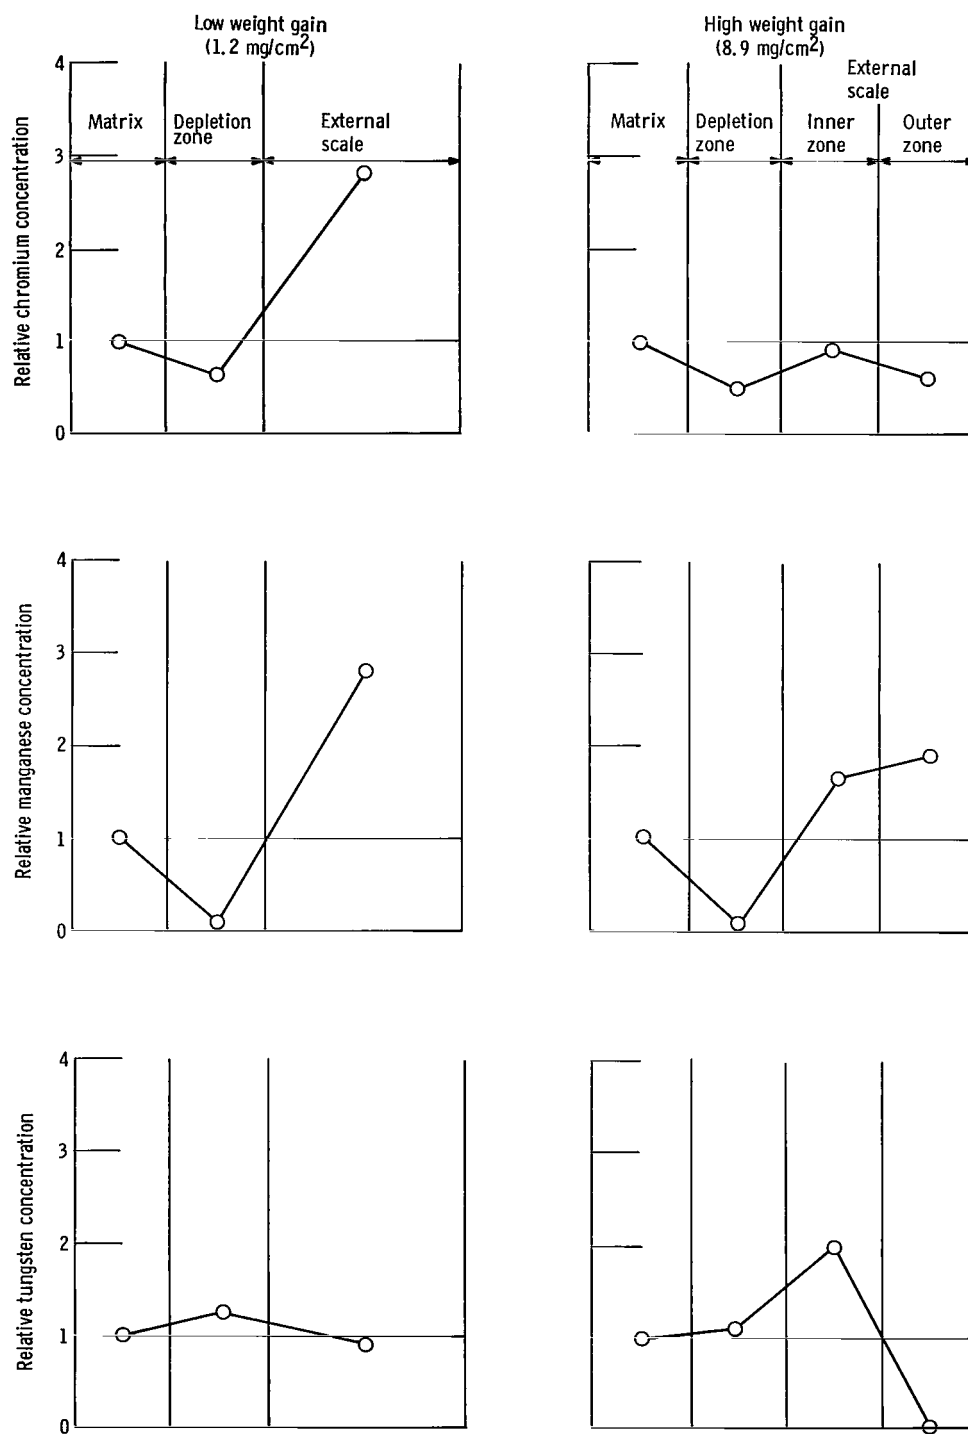 Low weight gain
(1.2 mg/cm2)
High weight gain
(8.9 mg/cm2)
Relative chromium concentration
4
3
2
1
0
Matrix
Depletion
zone
External
scale
Matrix
Depletion
zone
External
scale
Inner
zone
Outer
zone
Relative manganese concentration
4
3
2
1
0
Relative tungsten concentration
4
3
2
1
0